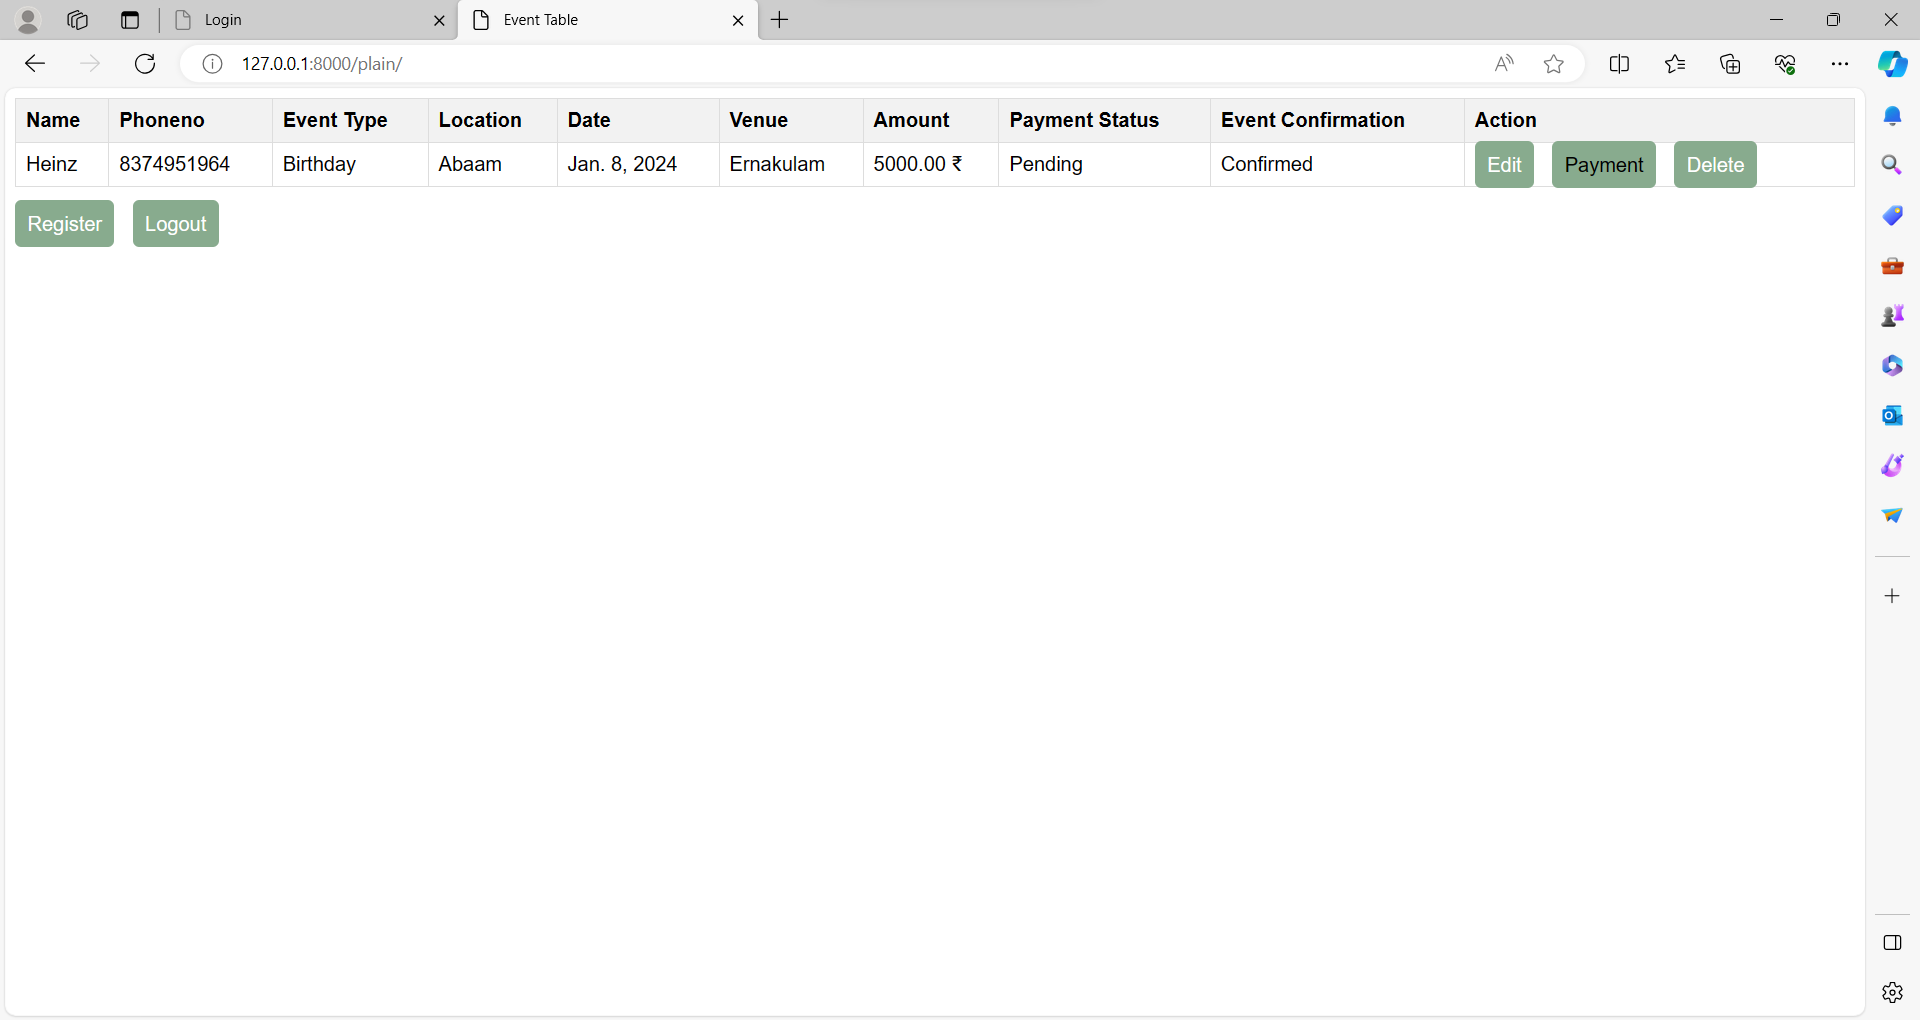 Login
Event Table
127.0.0.1:8000/plain/
Name Phoneno Event Type Location Date Venue Amount Payment Status Event Confirmation Action
Heinz 8374951964 Birthday Abaam Jan. 8, 2024 Ernakulam 5000.00 ₹ Pending Confirmed Edit Payment Delete
Register Logout